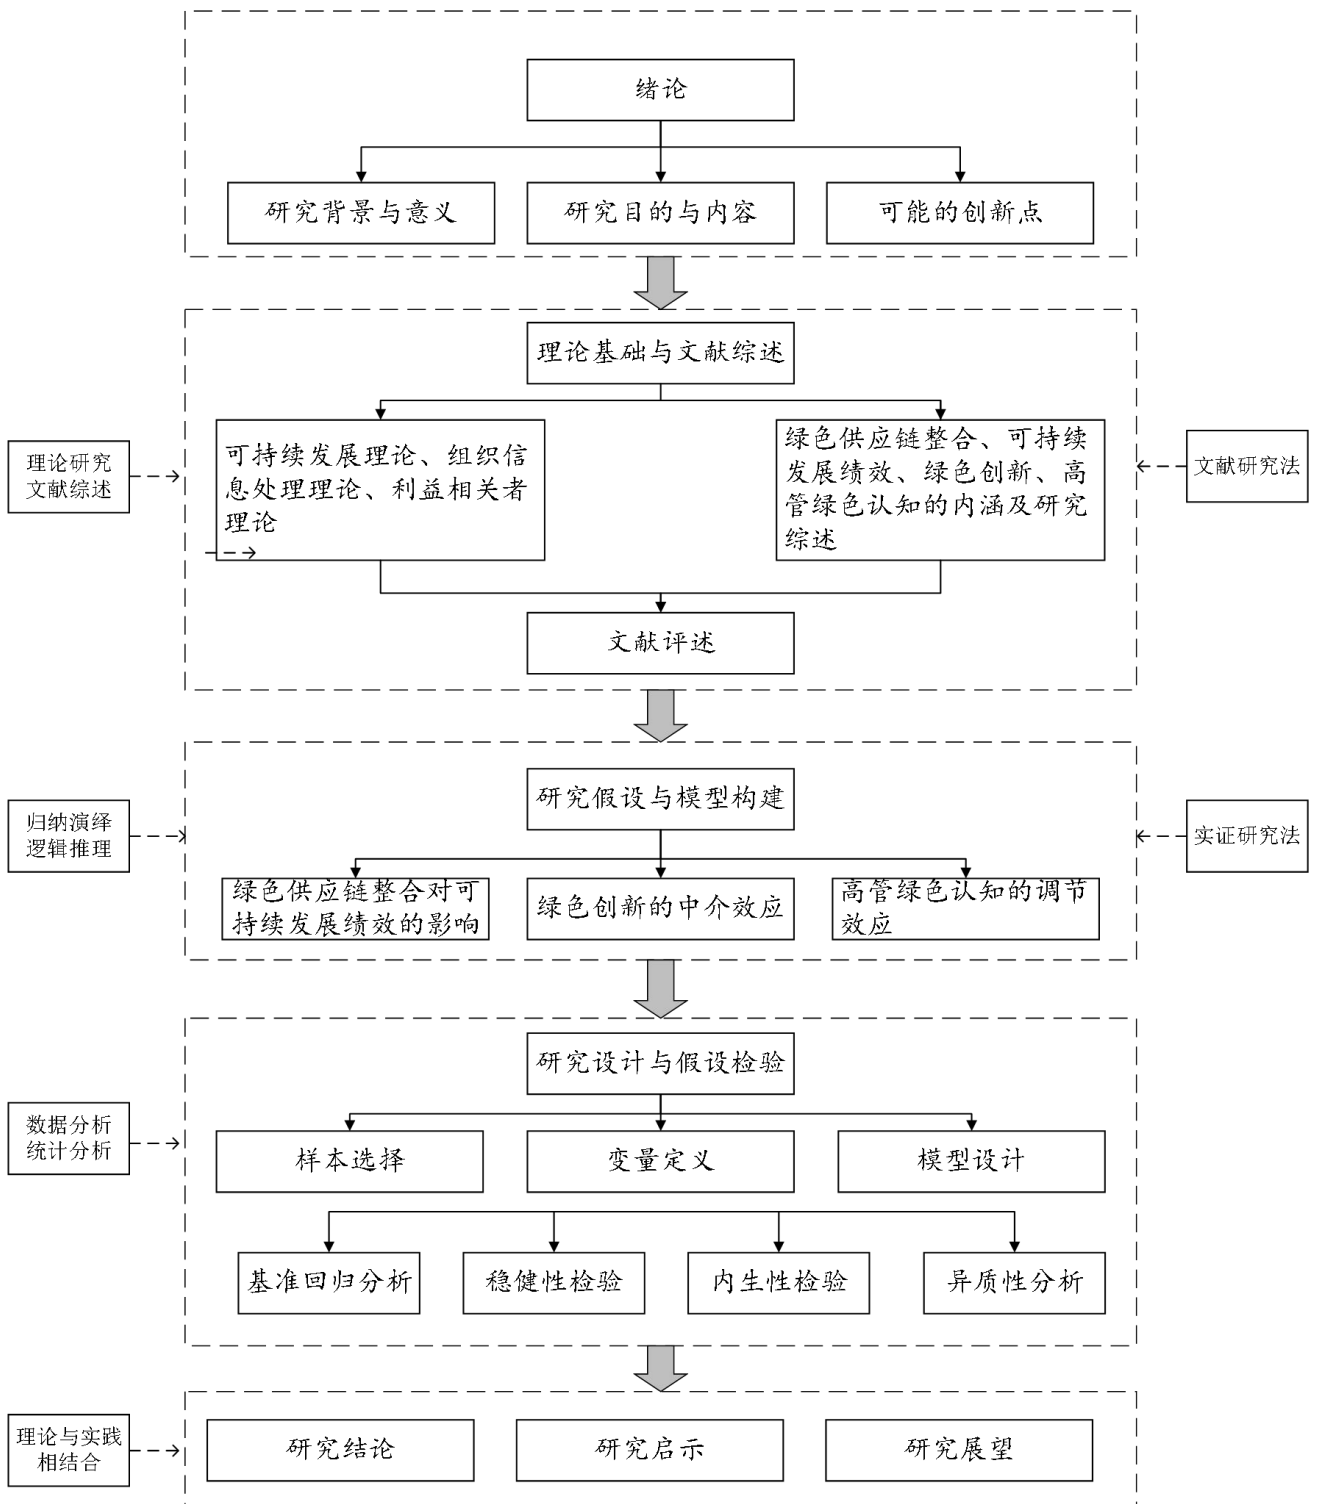 绪论
研究背景与意义
研究目的与内容
可能的创新点
理论基础与文献综述
理论研究
文献综述
可持续发展理论、组织信
息处理理论、利益相关者
理论
绿色供应链整合、可持续
发展绩效、绿色创新、高
管绿色认知的内涵及研究
综述
文献研究法
文献评述
研究假设与模型构建
归纳演绎
逻辑推理
实证研究法
绿色供应链整合对可
持续发展绩效的影响
绿色创新的中介效应
高管绿色认知的调节
效应
研究设计与假设检验
数据分析
统计分析
样本选择
变量定义
模型设计
基准回归分析
稳健性检验
内生性检验
异质性分析
理论与实践
相结合
研究结论
研究启示
研究展望